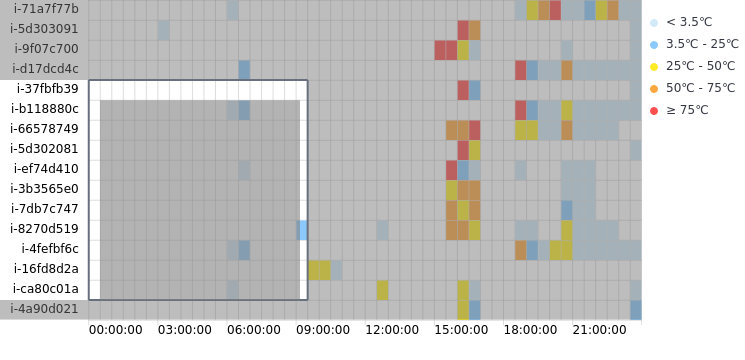 i-71a7f77b
i-5d303091
i-9f07c700
i-d17dcd4c
i-37fbfb39
i-b118880c
i-66578749
i-5d302081
i-ef74d410
i-3b3565e0
i-7db7c747
i-8270d519
i-4fefbf6c
i-16fd8d2a
i-ca80c01a
i-4a90d021
00:00:00 03:00:00 06:00:00 09:00:00 12:00:00 15:00:00 18:00:00 21:00:00
< 3.5℃
3.5℃ - 25℃
25℃ - 50℃
50℃ - 75℃
≥ 75℃